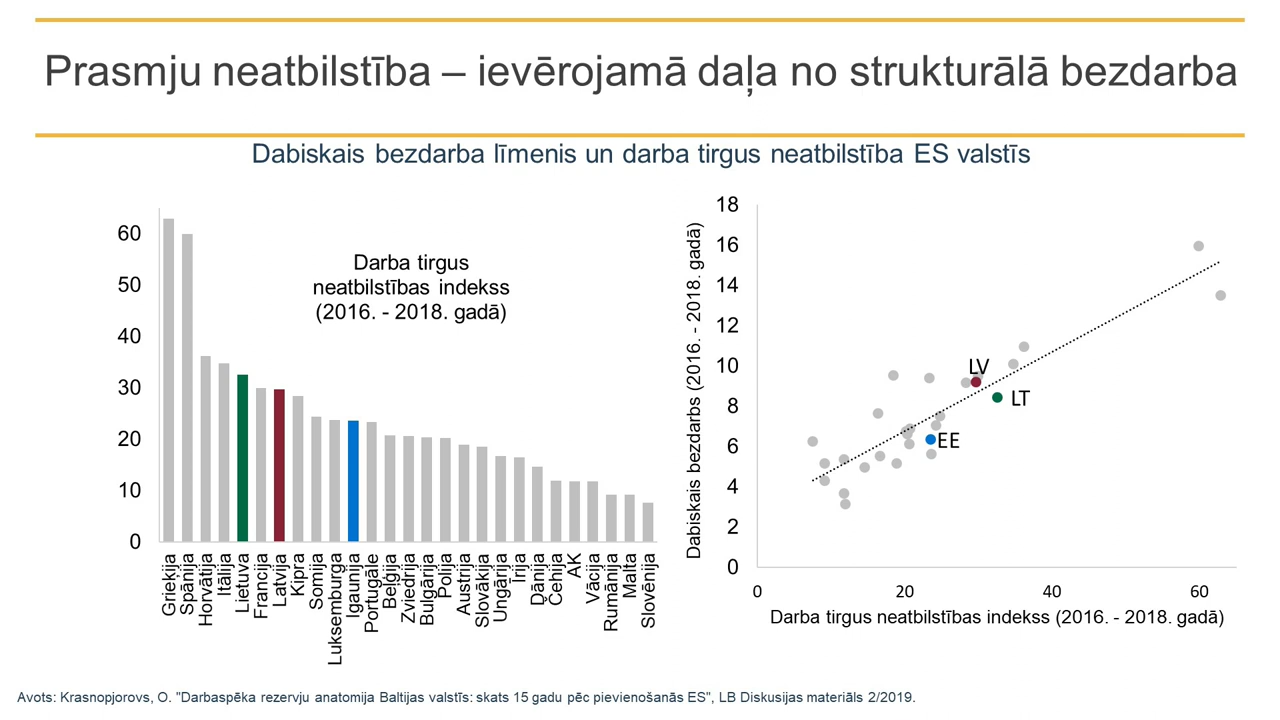 Prasmju neatbilstība – ievērojamā daļa no strukturālā bezdarba
Dabiskais bezdarba līmenis un darba tirgus neatbilstība ES valstīs
Darba tirgus
neatbilstības indekss
(2016. - 2018. gadā)
60
50
40
30
20
10
0
Grieķija
Spānija
Horvātija
Itālija
Lietuva
Francija
Latvija
Kipra
Somija
Luksemburga
Igaunija
Portugāle
Beļģija
Zviedrija
Bulgārija
Polija
Austrija
Slovākija
Ungārija
Īrija
Dānija
Čehija
AK
Vācija
Rumānija
Malta
Slovēnija
Dabiskais bezdarbs (2016. - 2018. gadā)
18
16
14
12
10
8
6
4
2
0
LV
LT
EE
0 20 40 60
Darba tirgus neatbilstības indekss (2016. - 2018. gadā)
Avots: Krasnopjorovs, O. "Darbaspēka rezervju anatomija Baltijas valstīs: skats 15 gadu pēc pievienošanās ES", LB Diskusijas materiāls 2/2019.